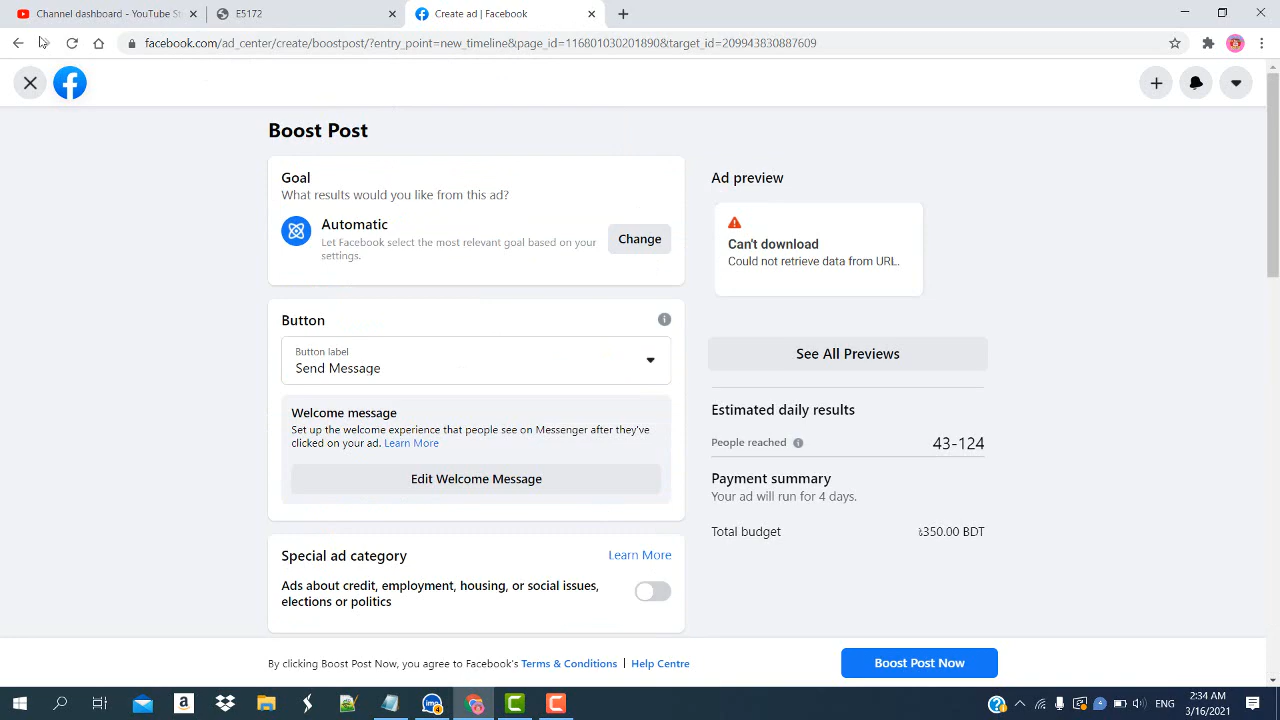 Channel dashboard - YouTube St
E5172
Create ad | Facebook
facebook.com/ad_center/create/boostpost/?entry_point=new_timeline&page_id=116801030201890&target_id=209943830887609
Boost Post
Goal
What results would you like from this ad?
Automatic
Let Facebook select the most relevant goal based on your
settings.
Change
Button
Button label
Send Message
Welcome message
Set up the welcome experience that people see on Messenger after they've
clicked on your ad. Learn More
Edit Welcome Message
Special ad category
Learn More
Ads about credit, employment, housing, or social issues,
elections or politics
Ad preview
Can't download
Could not retrieve data from URL.
See All Previews
Estimated daily results
People reached
43-124
Payment summary
Your ad will run for 4 days.
Total budget
৳350.00 BDT
By clicking Boost Post Now, you agree to Facebook's Terms & Conditions | Help Centre
Boost Post Now
ENG
2:34 AM
3/16/2021